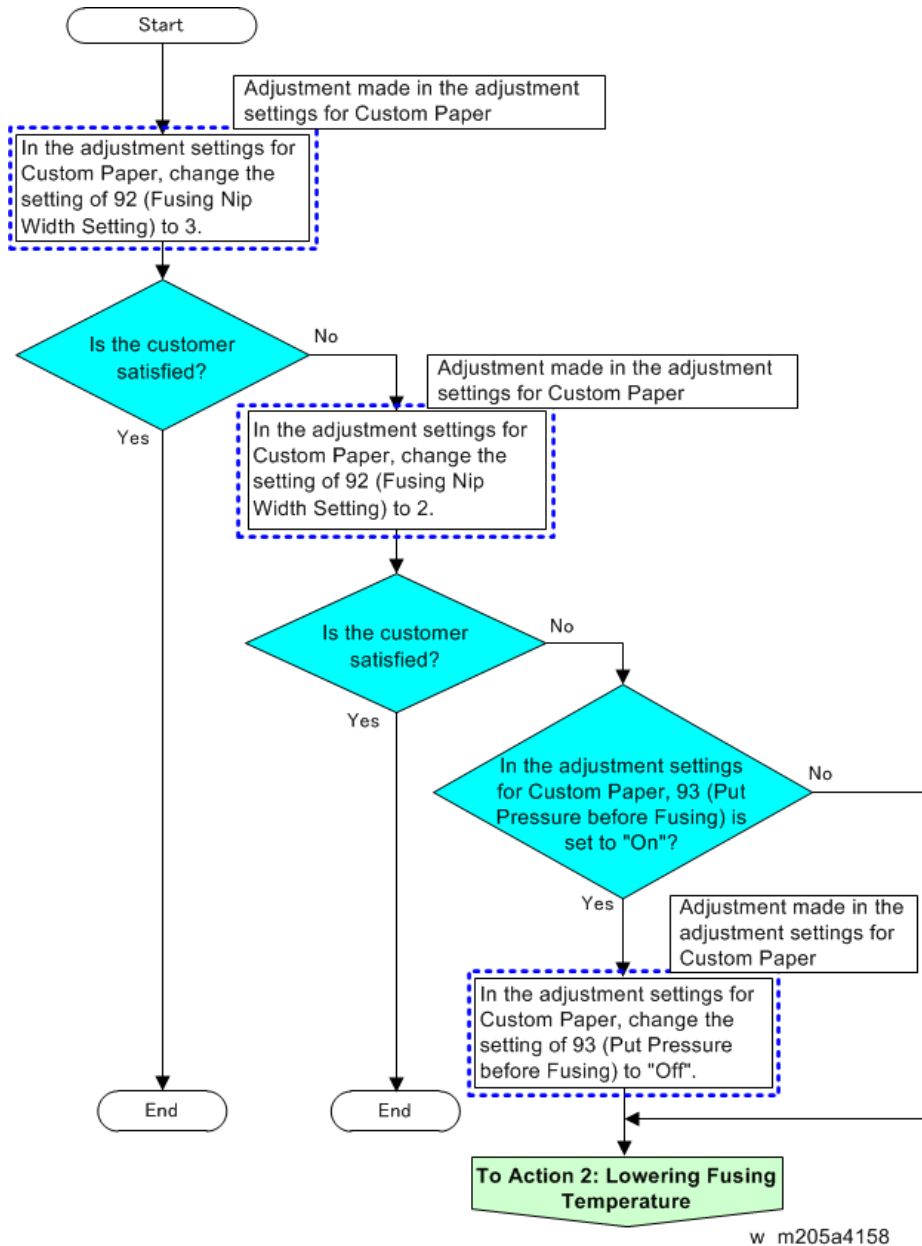 Start
Adjustment made in the adjustment
settings for Custom Paper
In the adjustment settings for
Custom Paper, change the
setting of 92 (Fusing Nip
Width Setting) to 3.
Is the customer
satisfied?
No
Yes
Adjustment made in the adjustment
settings for Custom Paper
In the adjustment settings for
Custom Paper, change the
setting of 92 (Fusing Nip
Width Setting) to 2.
Is the customer
satisfied?
No
Yes
In the adjustment settings
for Custom Paper, 93 (Put
Pressure before Fusing) is
set to "On"?
No
Yes
Adjustment made in the
adjustment settings for
Custom Paper
In the adjustment settings for
Custom Paper, change the
setting of 93 (Put Pressure
before Fusing) to "Off".
End
End
To Action 2: Lowering Fusing
Temperature
w_m205a4158